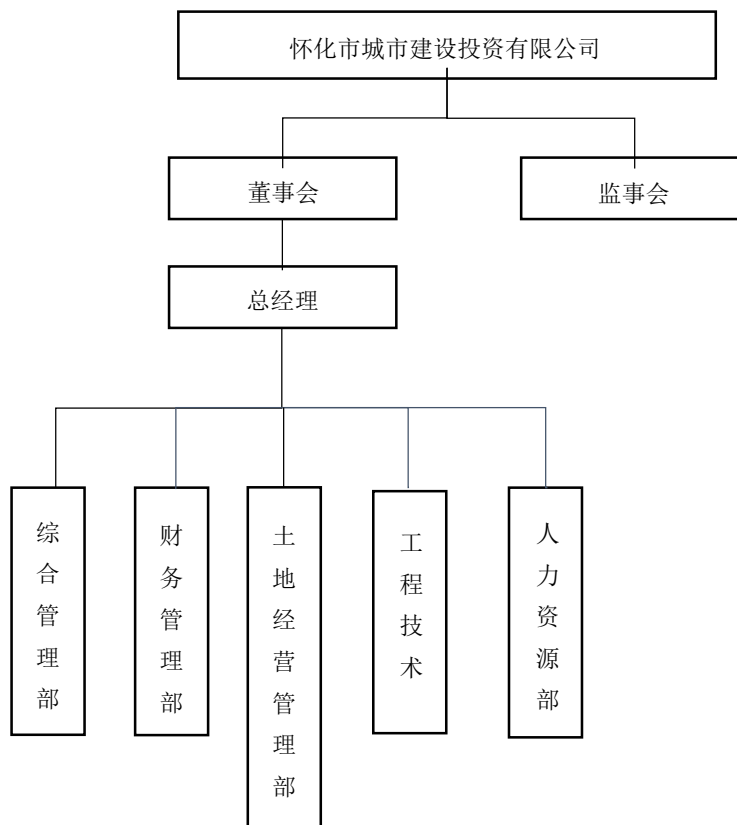 怀化市城市建设投资有限公司
董事会
监事会
总经理
综合管理部
财务管理部
土地经营管理部
工程技术
人力资源部